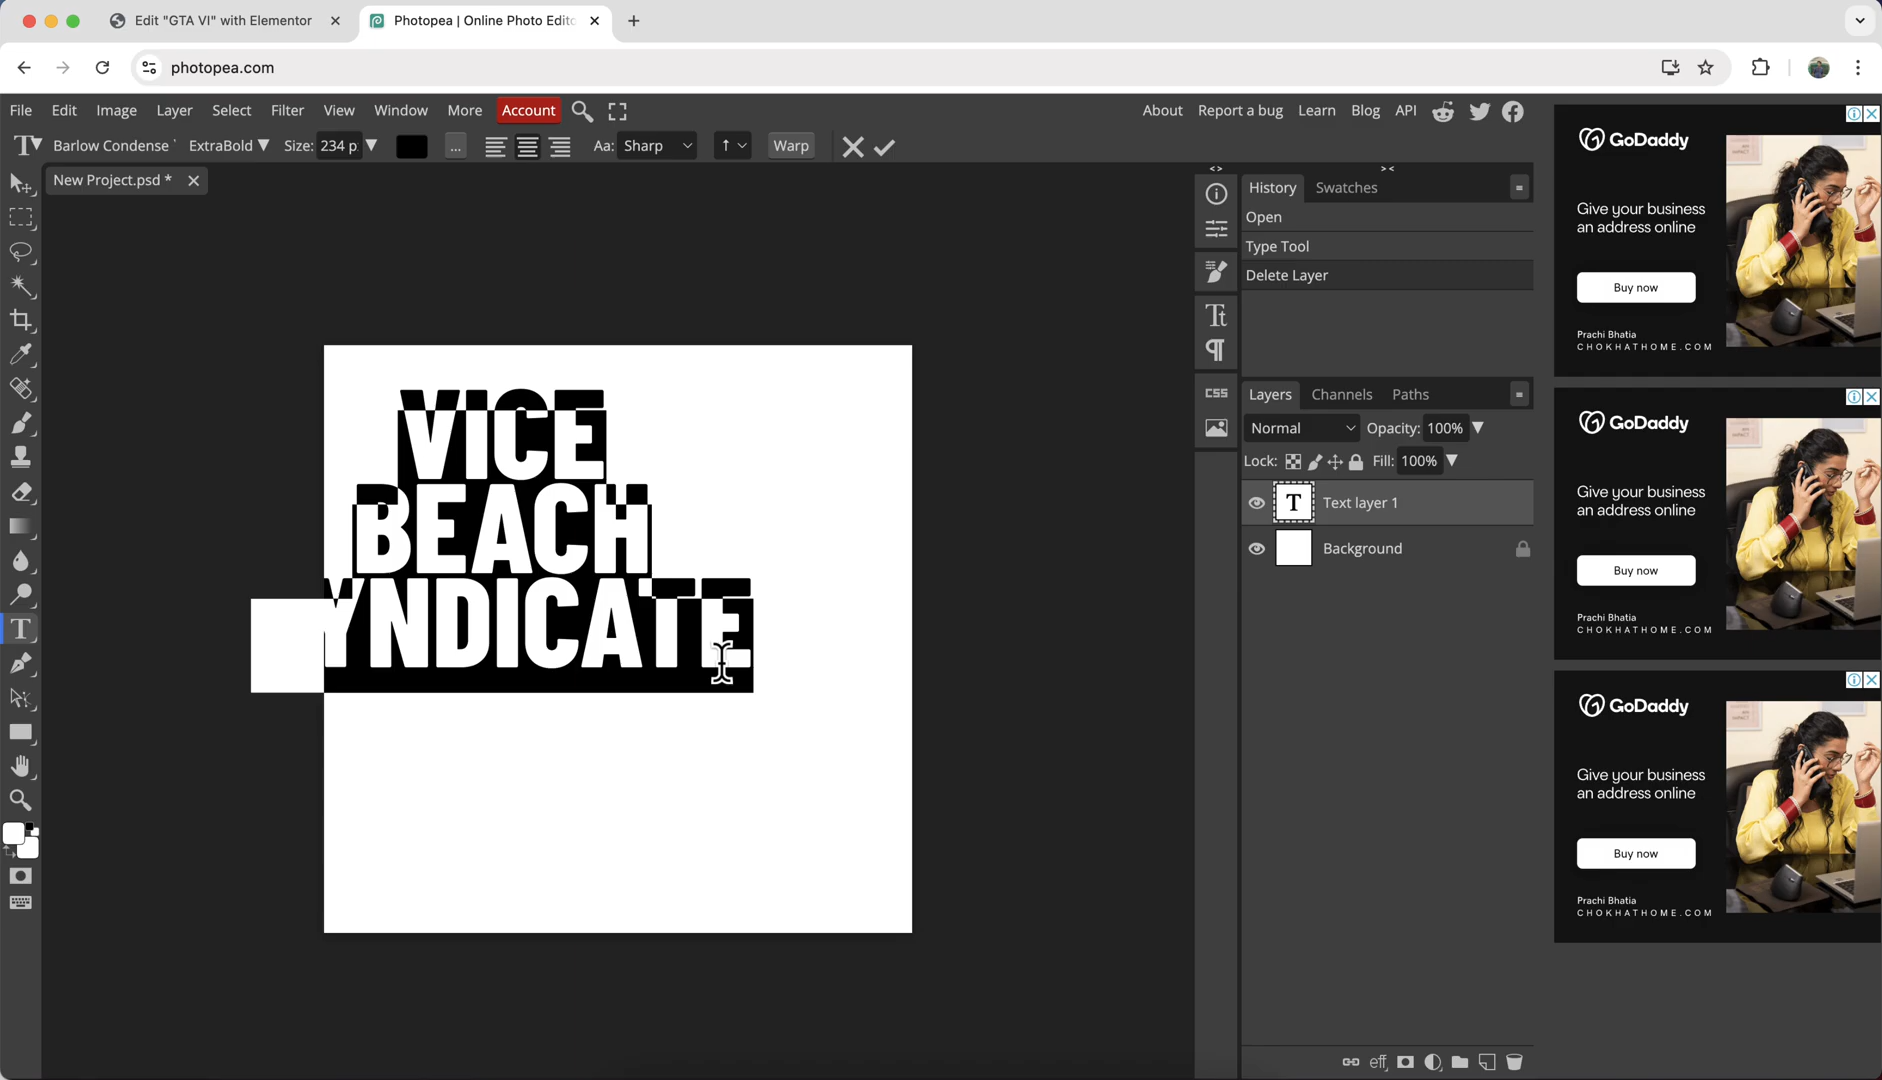 Edit "GTA VI" with Elementor
Photopea | Online Photo Edito
photopea.com
File Edit Image Layer Select Filter View Window More Account
About Report a bug Learn Blog API
Barlow Condense ExtraBold Size: 234 p ... Aa: Sharp Warp
New Project.psd *
History Swatches
Open
Type Tool
Delete Layer
CSS
Layers Channels Paths
Normal Opacity: 100%
Lock: Fill: 100%
T Text layer 1
Background
eff
VICE
BEACH
YNDICATE
GoDaddy
Give your business
an address online
Buy now
Prachi Bhatia
CHOKHATHOME.COM
GoDaddy
Give your business
an address online
Buy now
Prachi Bhatia
CHOKHATHOME.COM
GoDaddy
Give your business
an address online
Buy now
Prachi Bhatia
CHOKHATHOME.COM